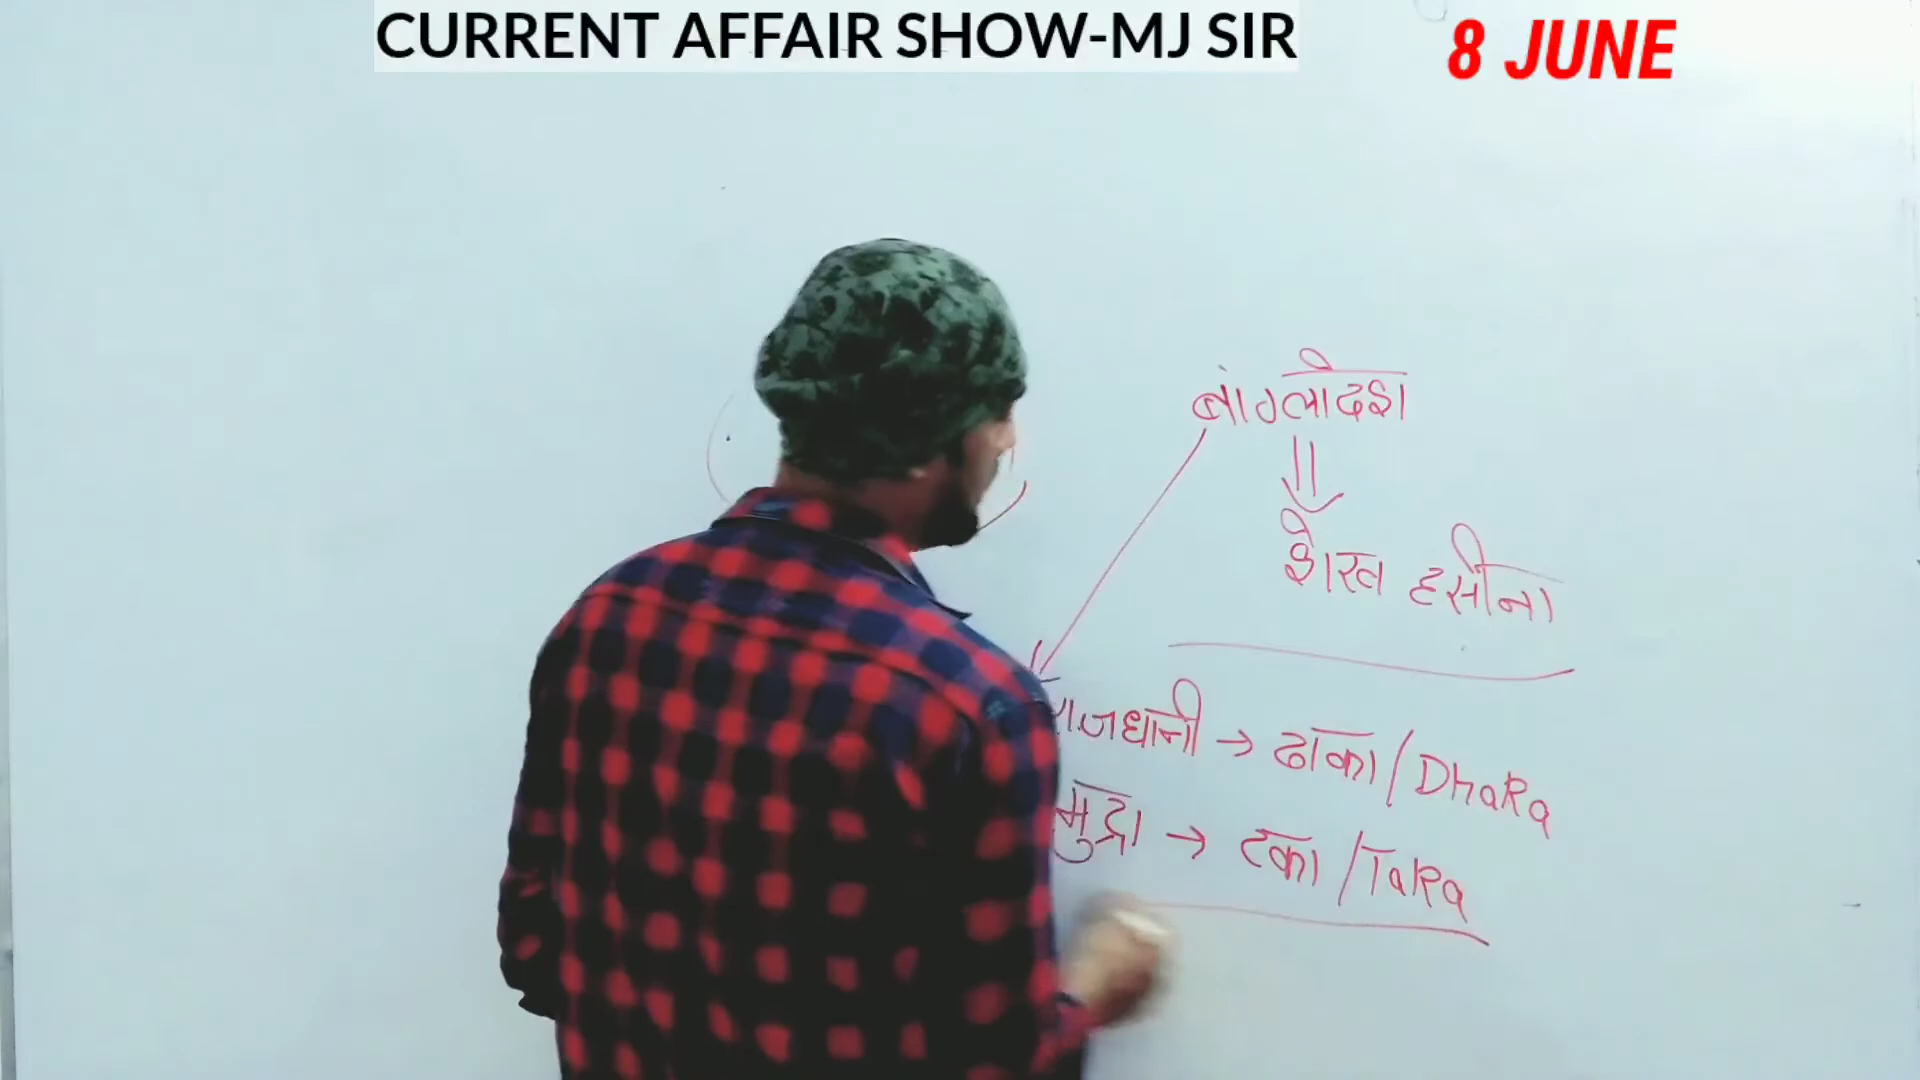 CURRENT AFFAIR SHOW-MJ SIR
8 JUNE
बांग्लादेश
शेख हसीना
राजधानी → ढाका/Dhaka
मुद्रा → टका/Taka